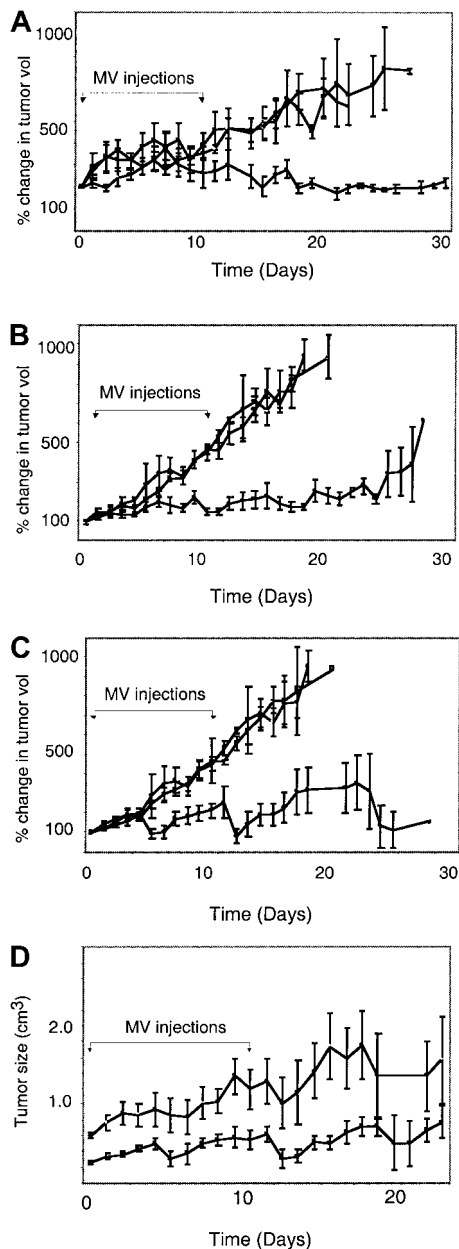 A
1000
MV injections
500
100
% change in tumor vol
0 10 20 30
Time (Days)
B
1000
MV injections
500
100
% change in tumor vol
0 10 20 30
Time (Days)
C
1000
MV injections
500
100
% change in tumor vol
0 10 20 30
Time (Days)
D
2.0
MV injections
1.0
Tumor size (cm³)
0 10 20
Time (Days)